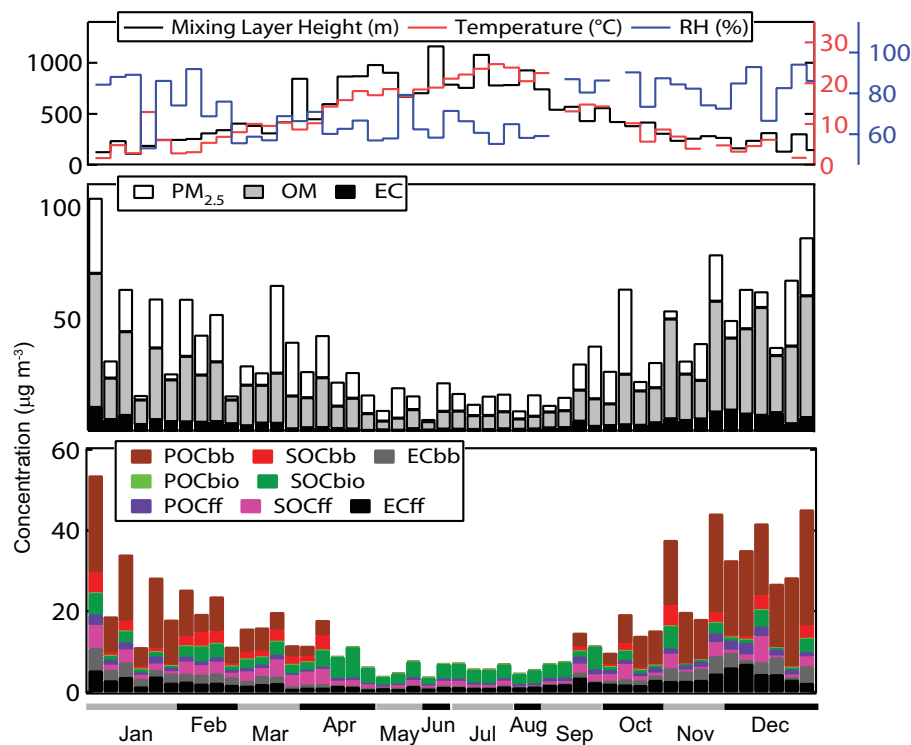 Mixing Layer Height (m) Temperature (°C) RH (%)
1000
500
0
30
20
10
0
100
80
60
PM2.5 OM EC
100
50
Concentration (μg m-3)
POCbb SOCbb ECbb
POCbio SOCbio
POCff SOCff ECff
60
40
20
0
Jan Feb Mar Apr May Jun Jul Aug Sep Oct Nov Dec